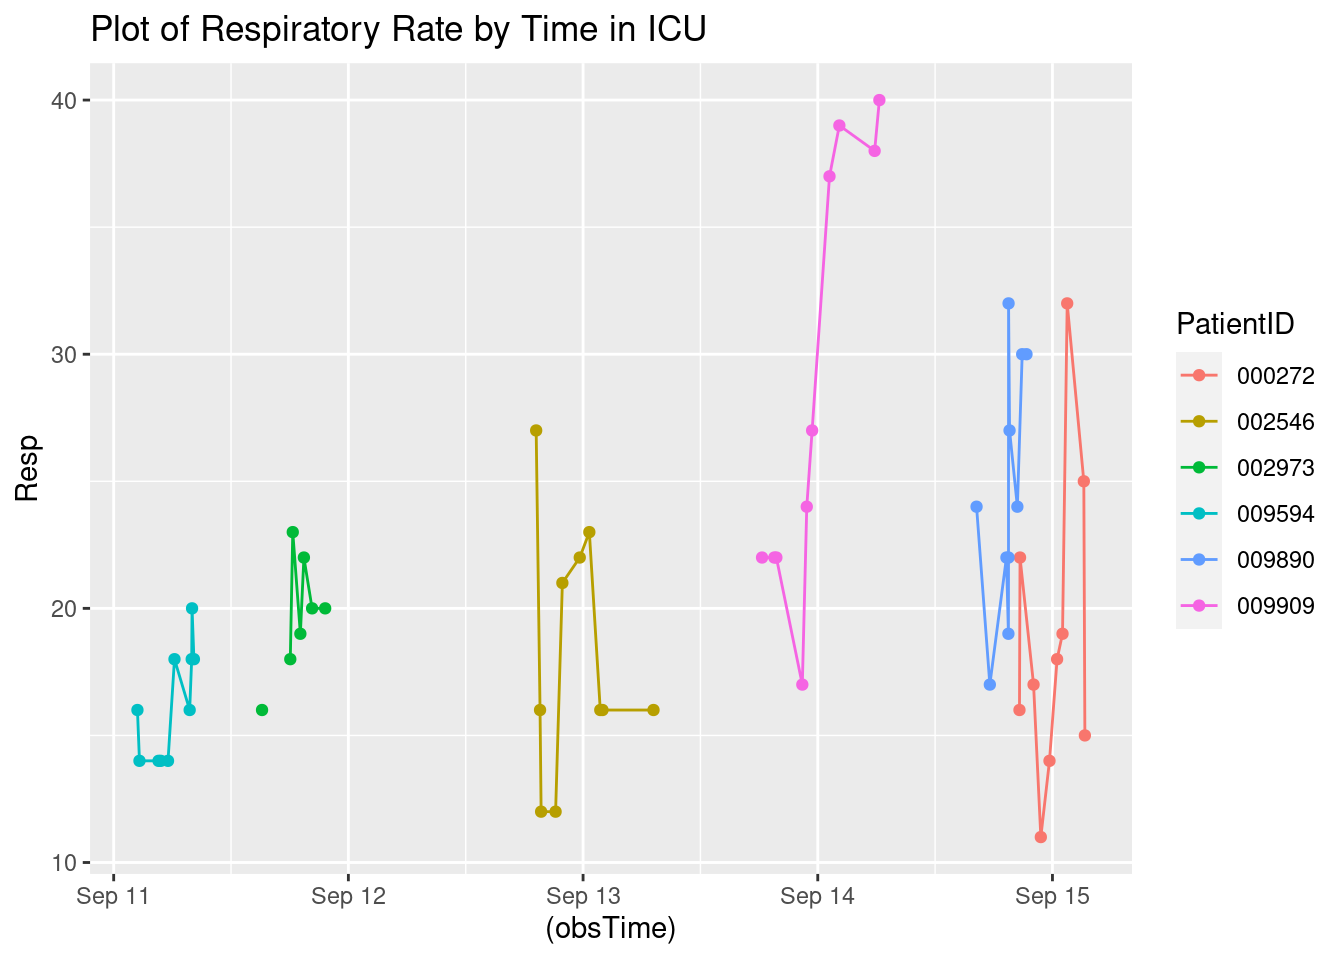 Plot of Respiratory Rate by Time in ICU
40
30
20
10
Resp
Sep 11 Sep 12 Sep 13 Sep 14 Sep 15
(obsTime)
PatientID
000272
002546
002973
009594
009890
009909